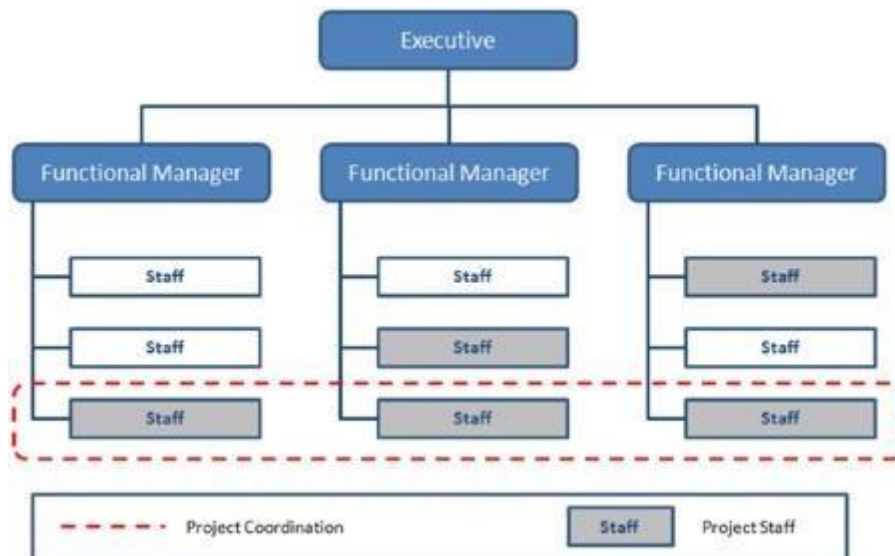 Executive
Functional Manager Functional Manager Functional Manager
Staff Staff Staff
Staff Staff Staff
Staff Staff Staff
Project Coordination Staff Project Staff